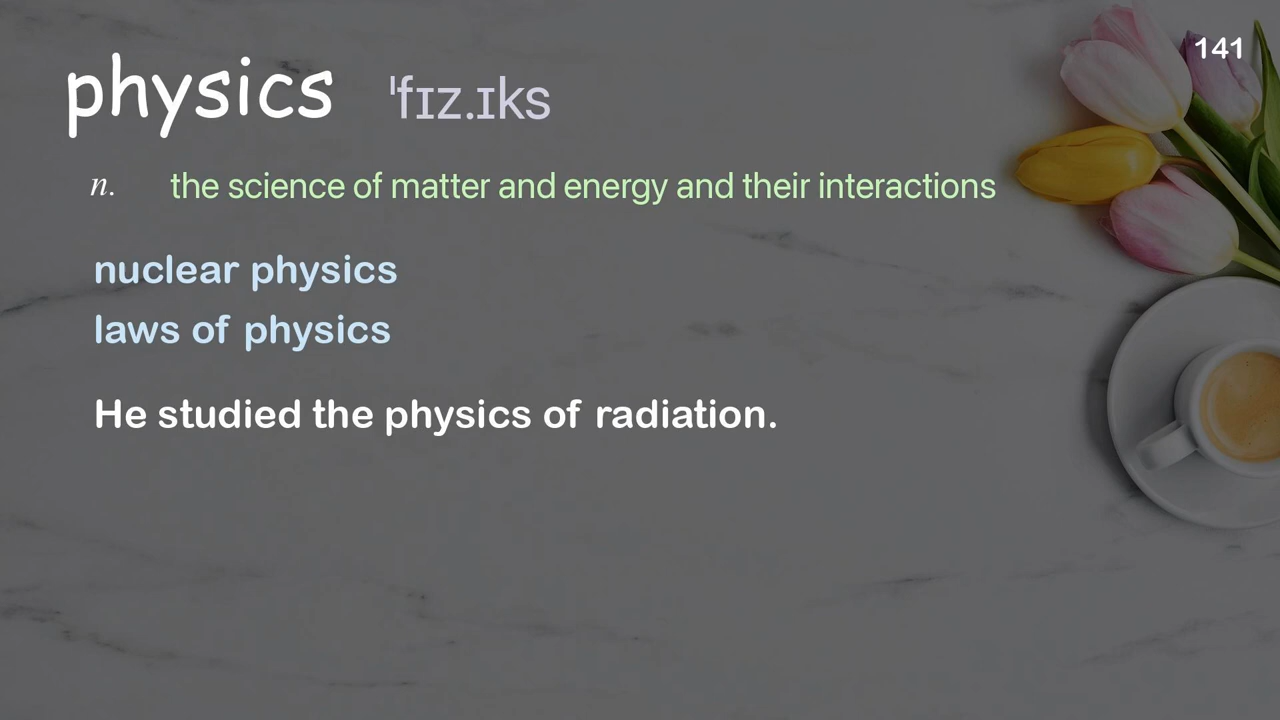 141
physics ˈfɪz.ɪks
n. the science of matter and energy and their interactions
nuclear physics
laws of physics
He studied the physics of radiation.